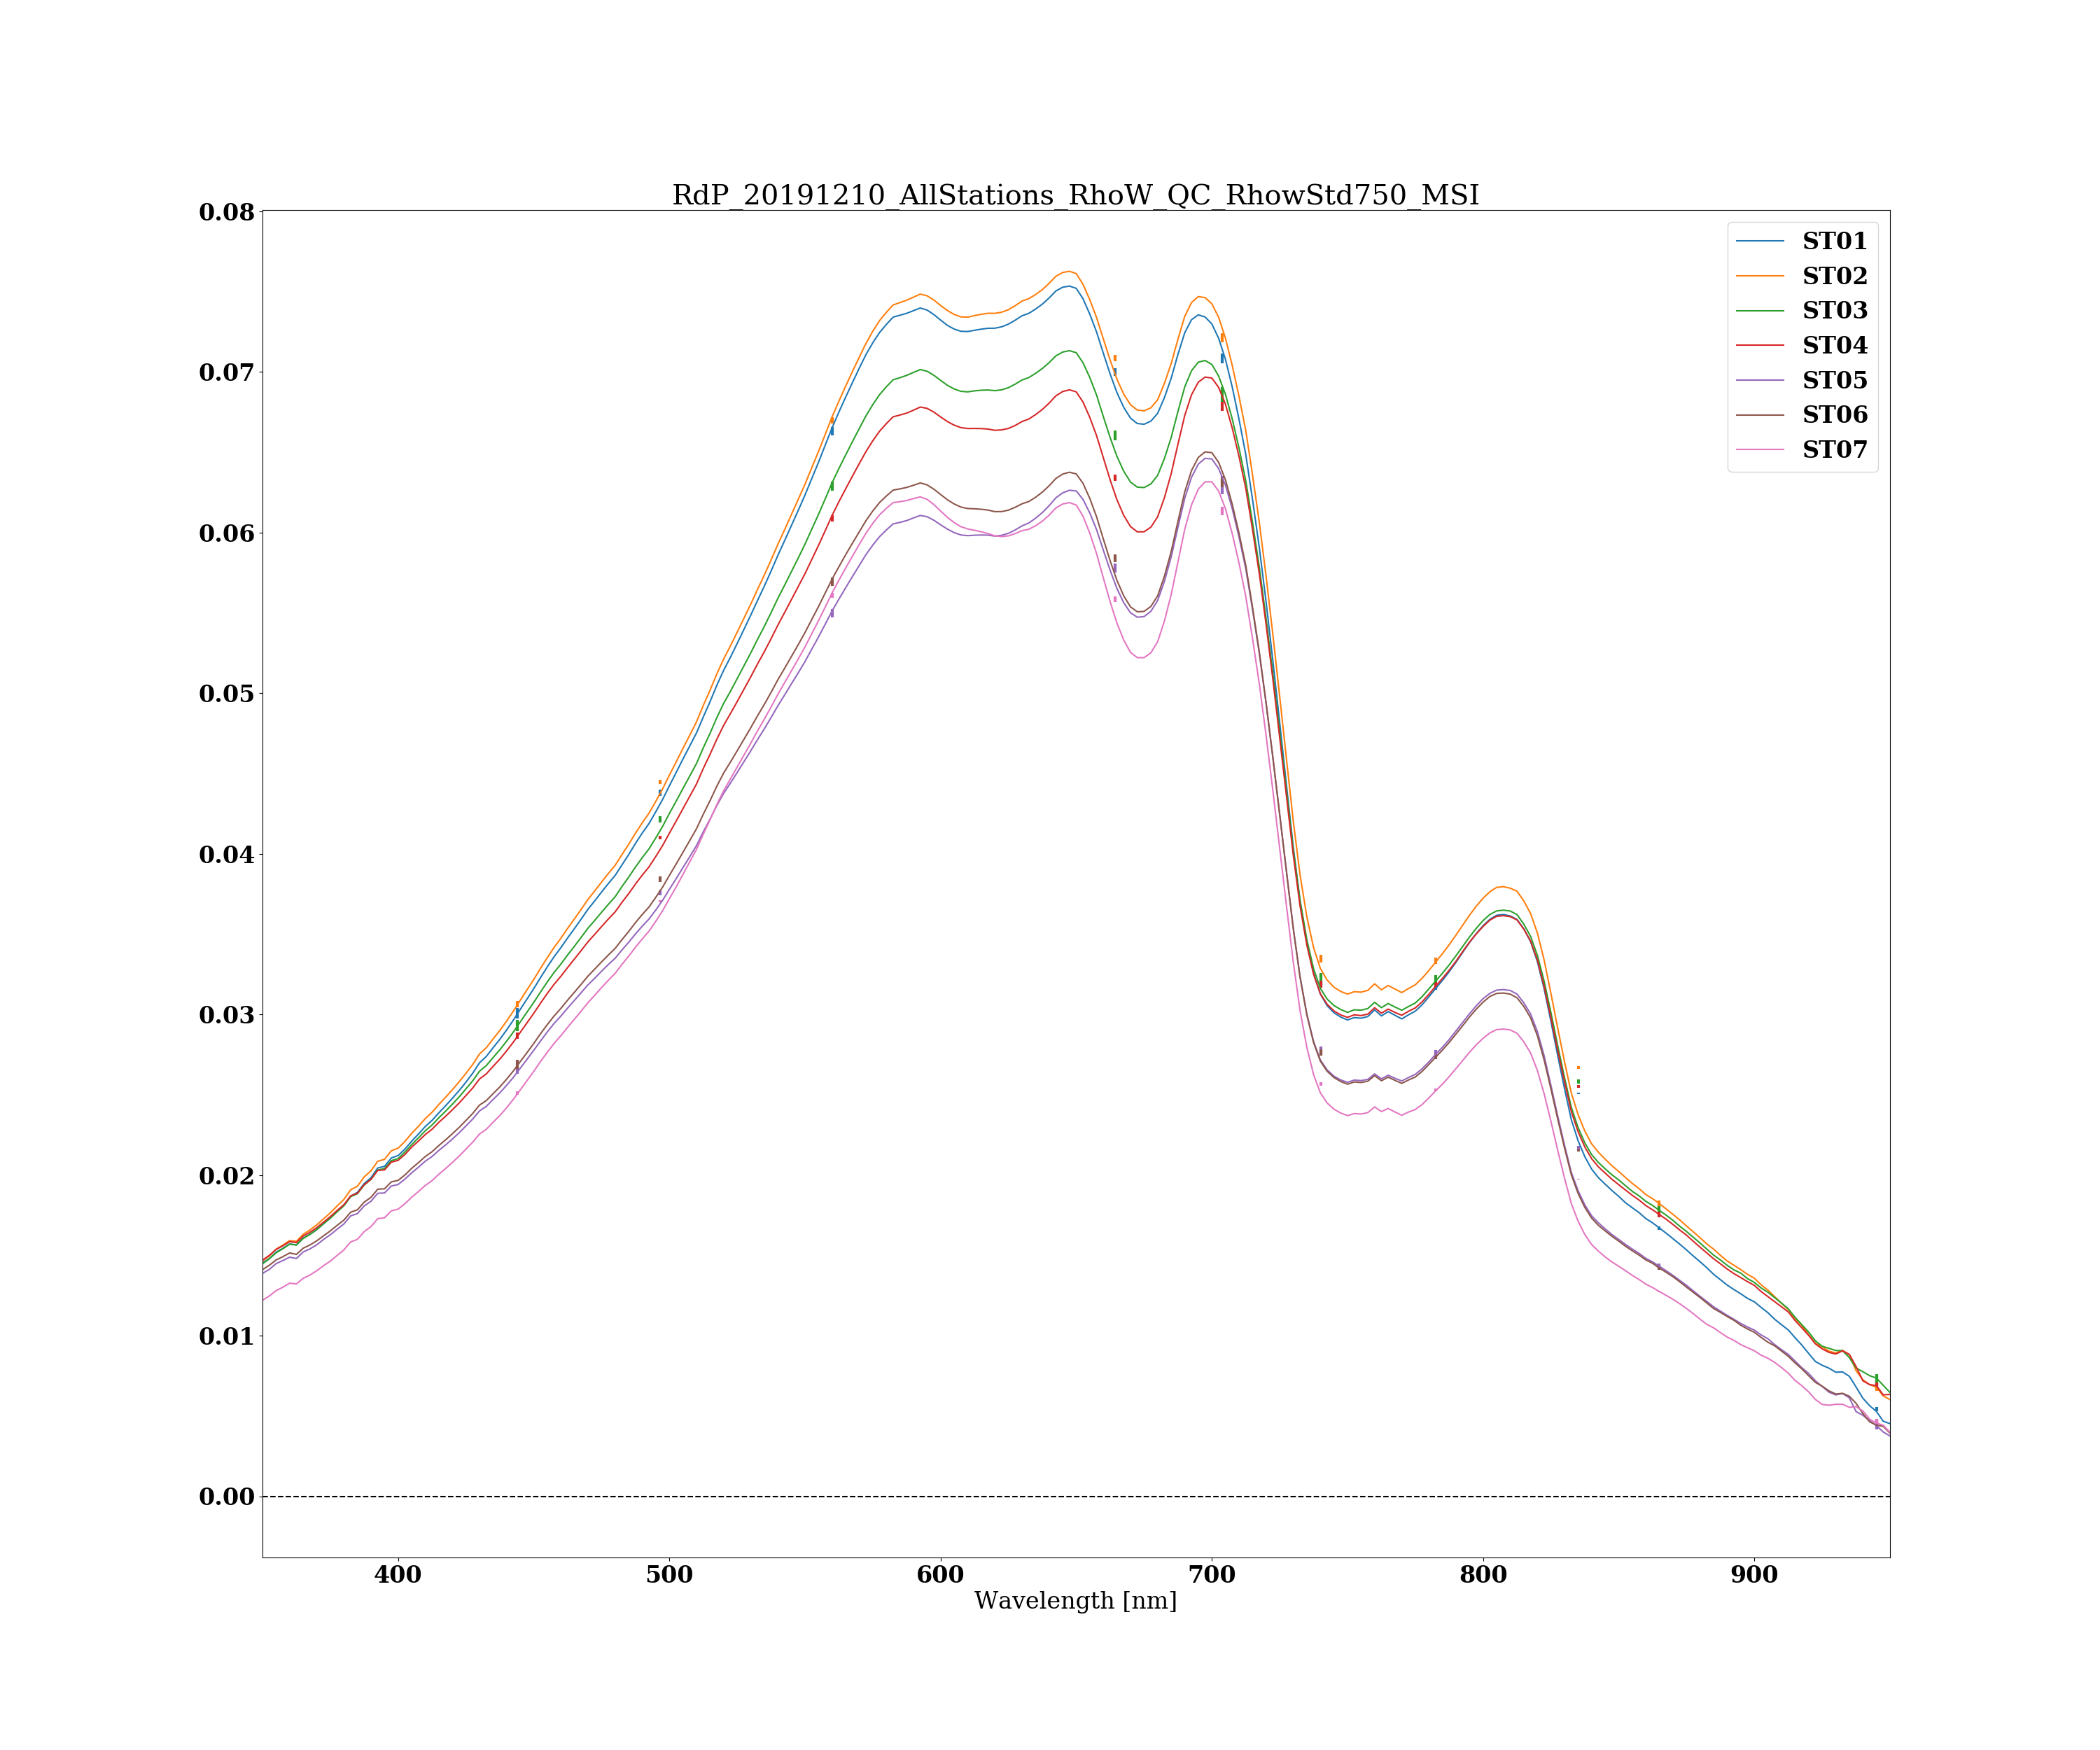 RdP_20191210_AllStations_RhoW_QC_RhowStd750_MSI
0.08
0.07
0.06
0.05
0.04
0.03
0.02
0.01
0.00
ST01
ST02
ST03
ST04
ST05
ST06
ST07
400 500 600 700 800 900
Wavelength [nm]